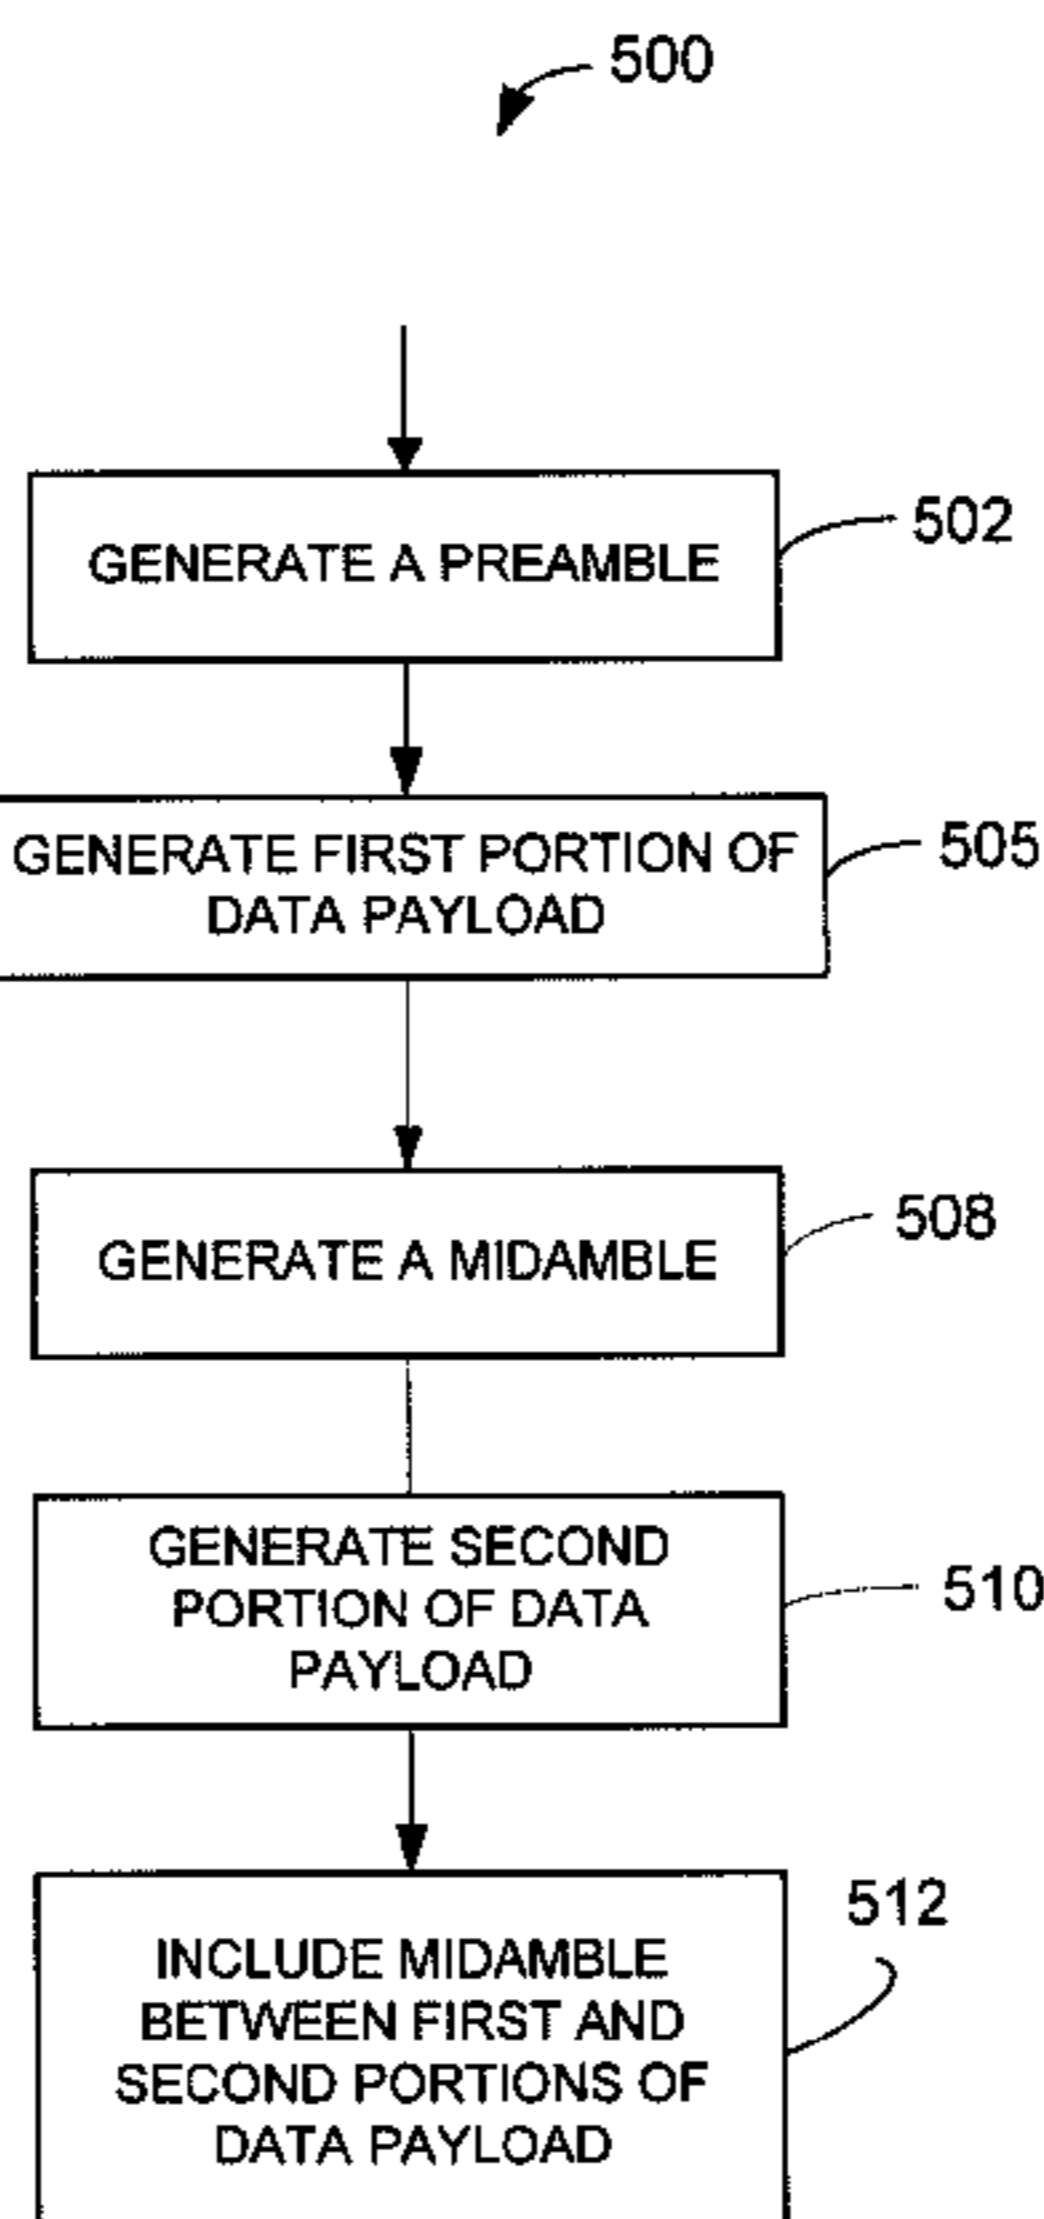 500
GENERATE A PREAMBLE
502
GENERATE FIRST PORTION OF
DATA PAYLOAD
505
GENERATE A MIDAMBLE
508
GENERATE SECOND
PORTION OF DATA
PAYLOAD
510
INCLUDE MIDAMBLE
BETWEEN FIRST AND
SECOND PORTIONS OF
DATA PAYLOAD
512